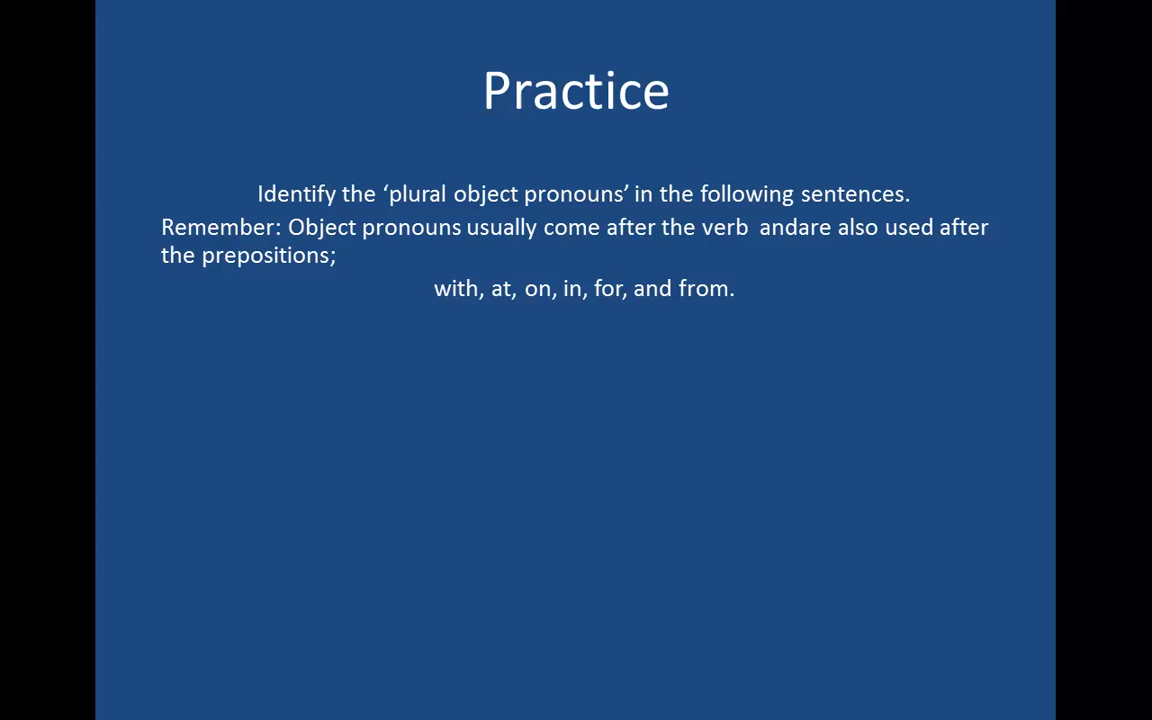 Practice
Identify the ‘plural object pronouns’ in the following sentences.
Remember: Object pronouns usually come after the verb  andare also used after
the prepositions;
with, at, on, in, for, and from.